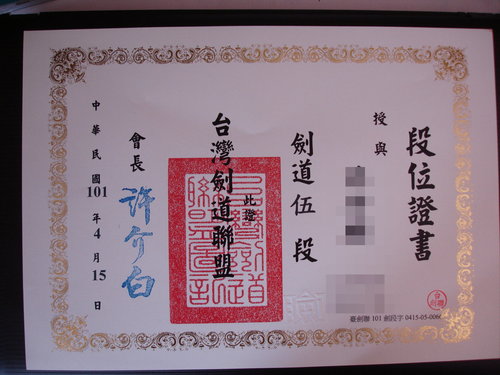 段位證書
授與
劍道伍段
此證
台灣劍道聯盟
會長
許介白
中華民國101年4月15日
臺劍聯 101 劍段字 0415-05-006